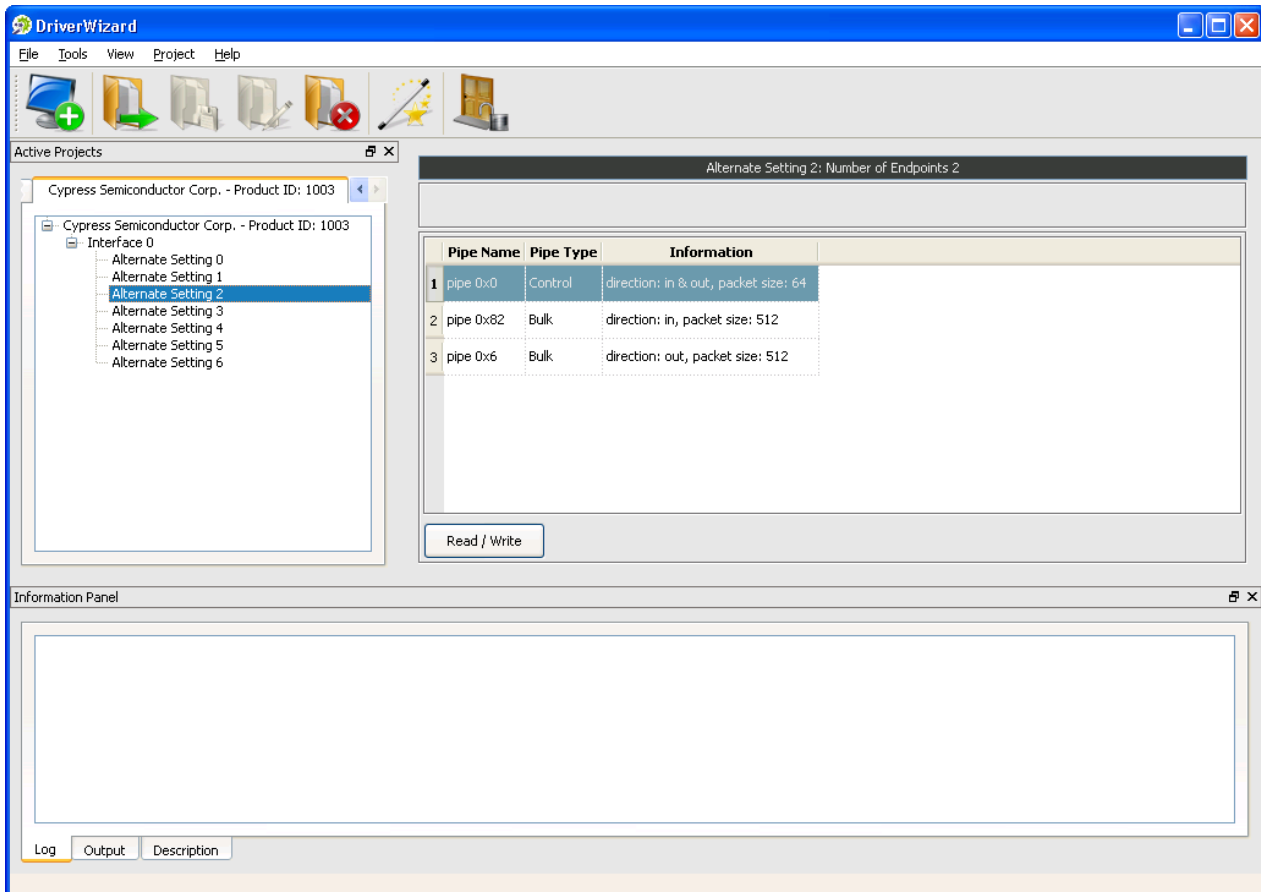 DriverWizard
File Tools View Project Help
Active Projects
Cypress Semiconductor Corp. - Product ID: 1003
Cypress Semiconductor Corp. - Product ID: 1003
Interface 0
Alternate Setting 0
Alternate Setting 1
Alternate Setting 2
Alternate Setting 3
Alternate Setting 4
Alternate Setting 5
Alternate Setting 6
Alternate Setting 2: Number of Endpoints 2
Pipe Name Pipe Type Information
1 pipe 0x0 Control direction: in & out, packet size: 64
2 pipe 0x82 Bulk direction: in, packet size: 512
3 pipe 0x6 Bulk direction: out, packet size: 512
Read / Write
Information Panel
Log Output Description